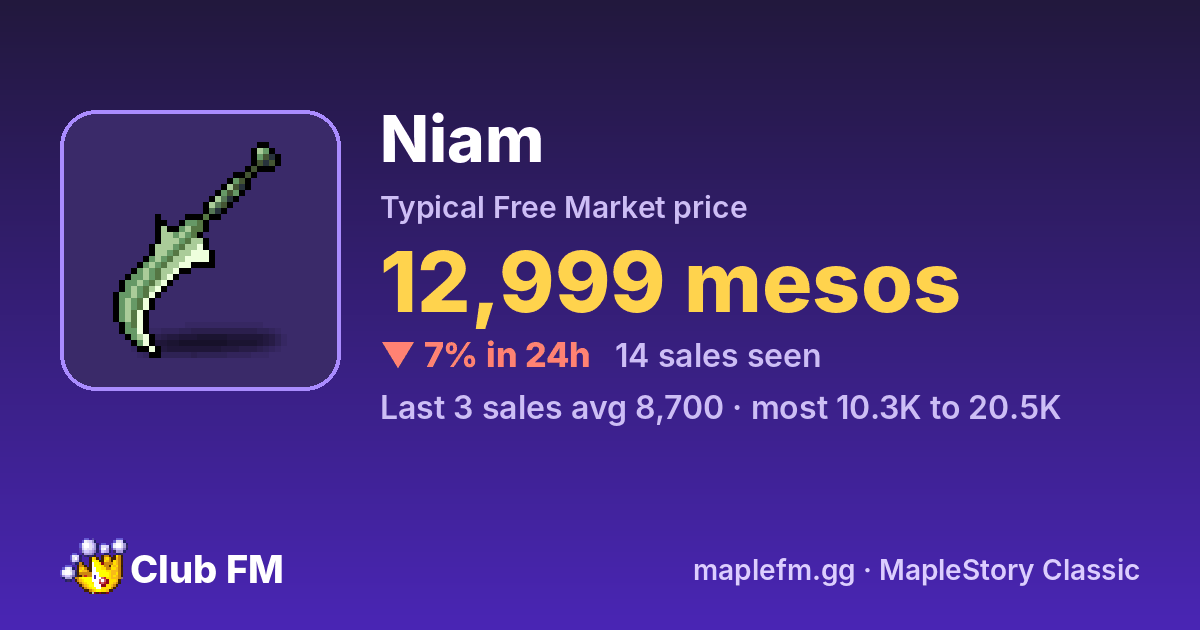 Niam
Typical Free Market price
12,999 mesos
▼ 7% in 24h 14 sales seen
Last 3 sales avg 8,700 · most 10.3K to 20.5K
Club FM
maplefm.gg · MapleStory Classic